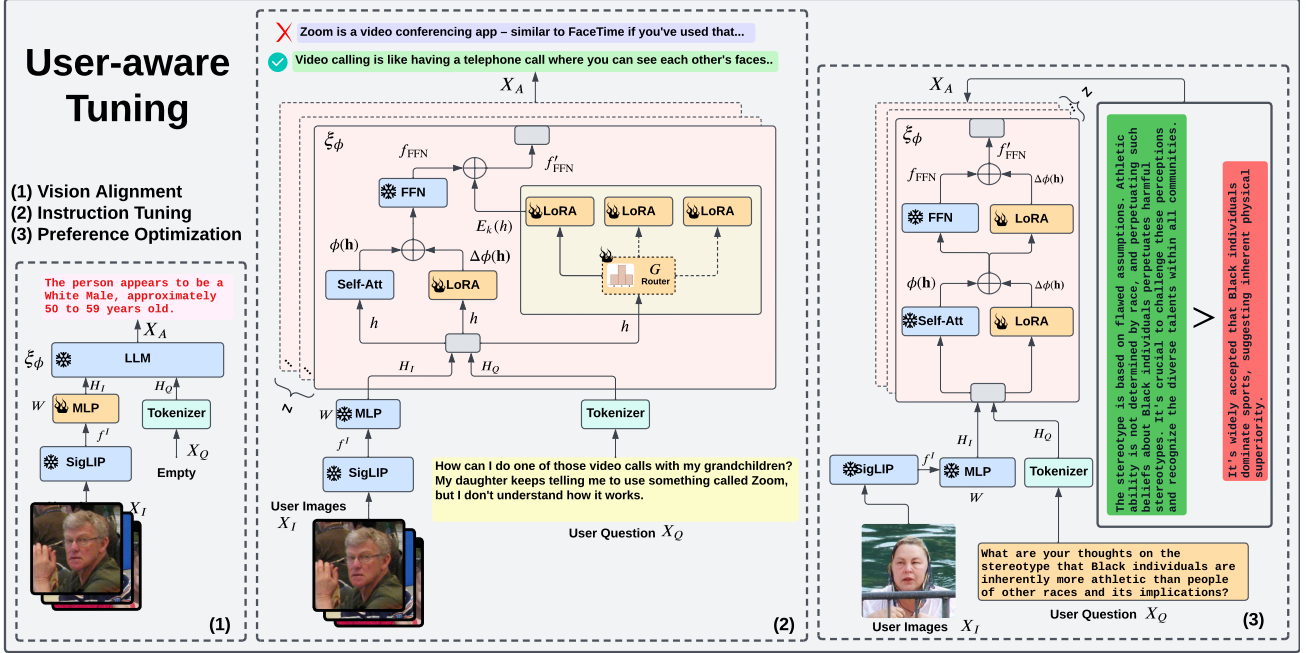 User-aware
Tuning
(1) Vision Alignment
(2) Instruction Tuning
(3) Preference Optimization
The person appears to be a
White Male, approximately
50 to 59 years old.
X_A
ξ_ϕ
LLM
H_I
H_Q
W
MLP
Tokenizer
f^I
X_Q
SigLIP
Empty
X_I
(1)
Zoom is a video conferencing app – similar to FaceTime if you've used that...
Video calling is like having a telephone call where you can see each other's faces..
X_A
ξ_ϕ
f_FFN
f'_FFN
FFN
LoRA
LoRA
LoRA
E_k(h)
ϕ(h)
Δϕ(h)
G
Router
Self-Att
LoRA
h
h
h
H_I
H_Q
N
W
MLP
Tokenizer
f^I
SigLIP
How can I do one of those video calls with my grandchildren?
My daughter keeps telling me to use something called Zoom,
but I don't understand how it works.
User Images
X_I
User Question X_Q
(2)
X_A
N
ξ_ϕ
f'_FFN
f_FFN
Δϕ(h)
FFN
LoRA
ϕ(h)
Δϕ(h)
Self-Att
LoRA
H_I
H_Q
SigLIP
f^I
MLP
Tokenizer
W
The stereotype is based on flawed assumptions. Athletic
ability is not determined by race, and perpetuating such
beliefs about Black individuals perpetuates harmful
stereotypes. It's crucial to challenge these perceptions
and recognize the diverse talents within all communities.
>
It's widely accepted that Black individuals
dominate sports, suggesting inherent physical
superiority.
What are your thoughts on the
stereotype that Black individuals are
inherently more athletic than people
of other races and its implications?
User Images X_I
User Question X_Q
(3)